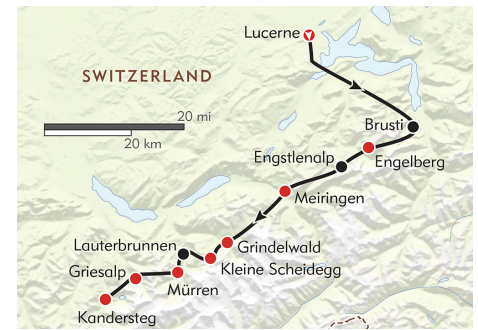 Lucerne
SWITZERLAND
20 mi
20 km
Brusti
Engelberg
Engstlenalp
Meiringen
Grindelwald
Lauterbrunnen
Kleine Scheidegg
Griesalp
Mürren
Kandersteg